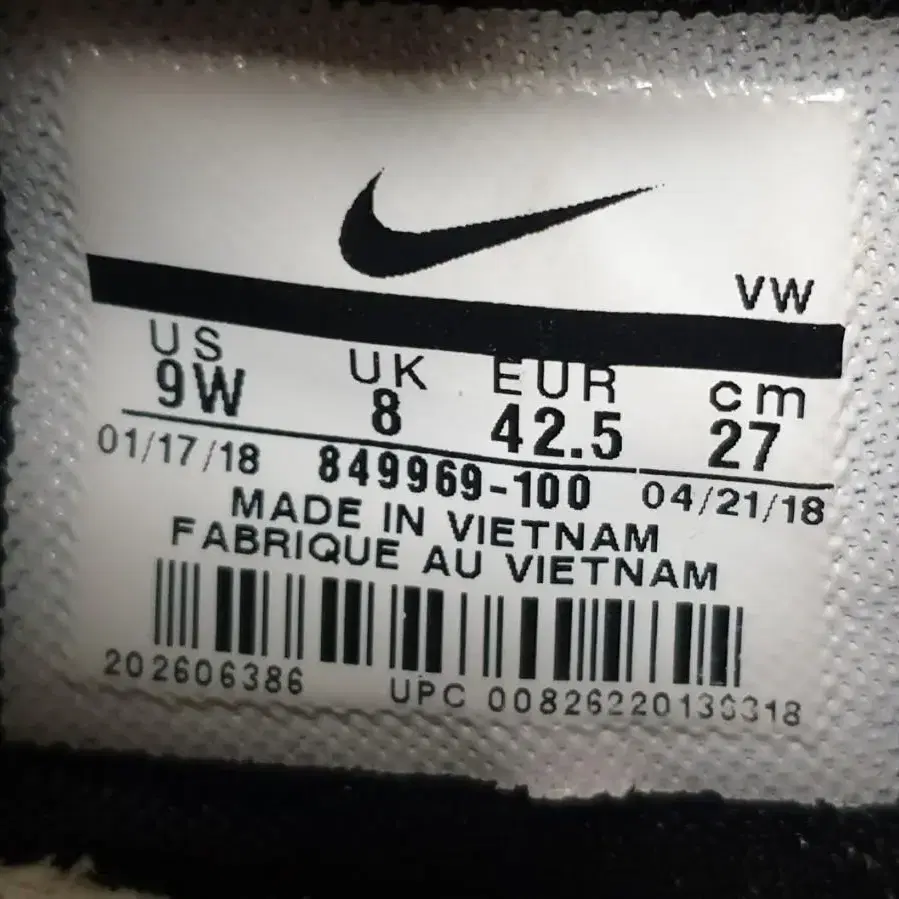 VW
US UK EUR cm
9W 8 42.5 27
01/17/18 849969-100 04/21/18
MADE IN VIETNAM
FABRIQUE AU VIETNAM
202606386 UPC